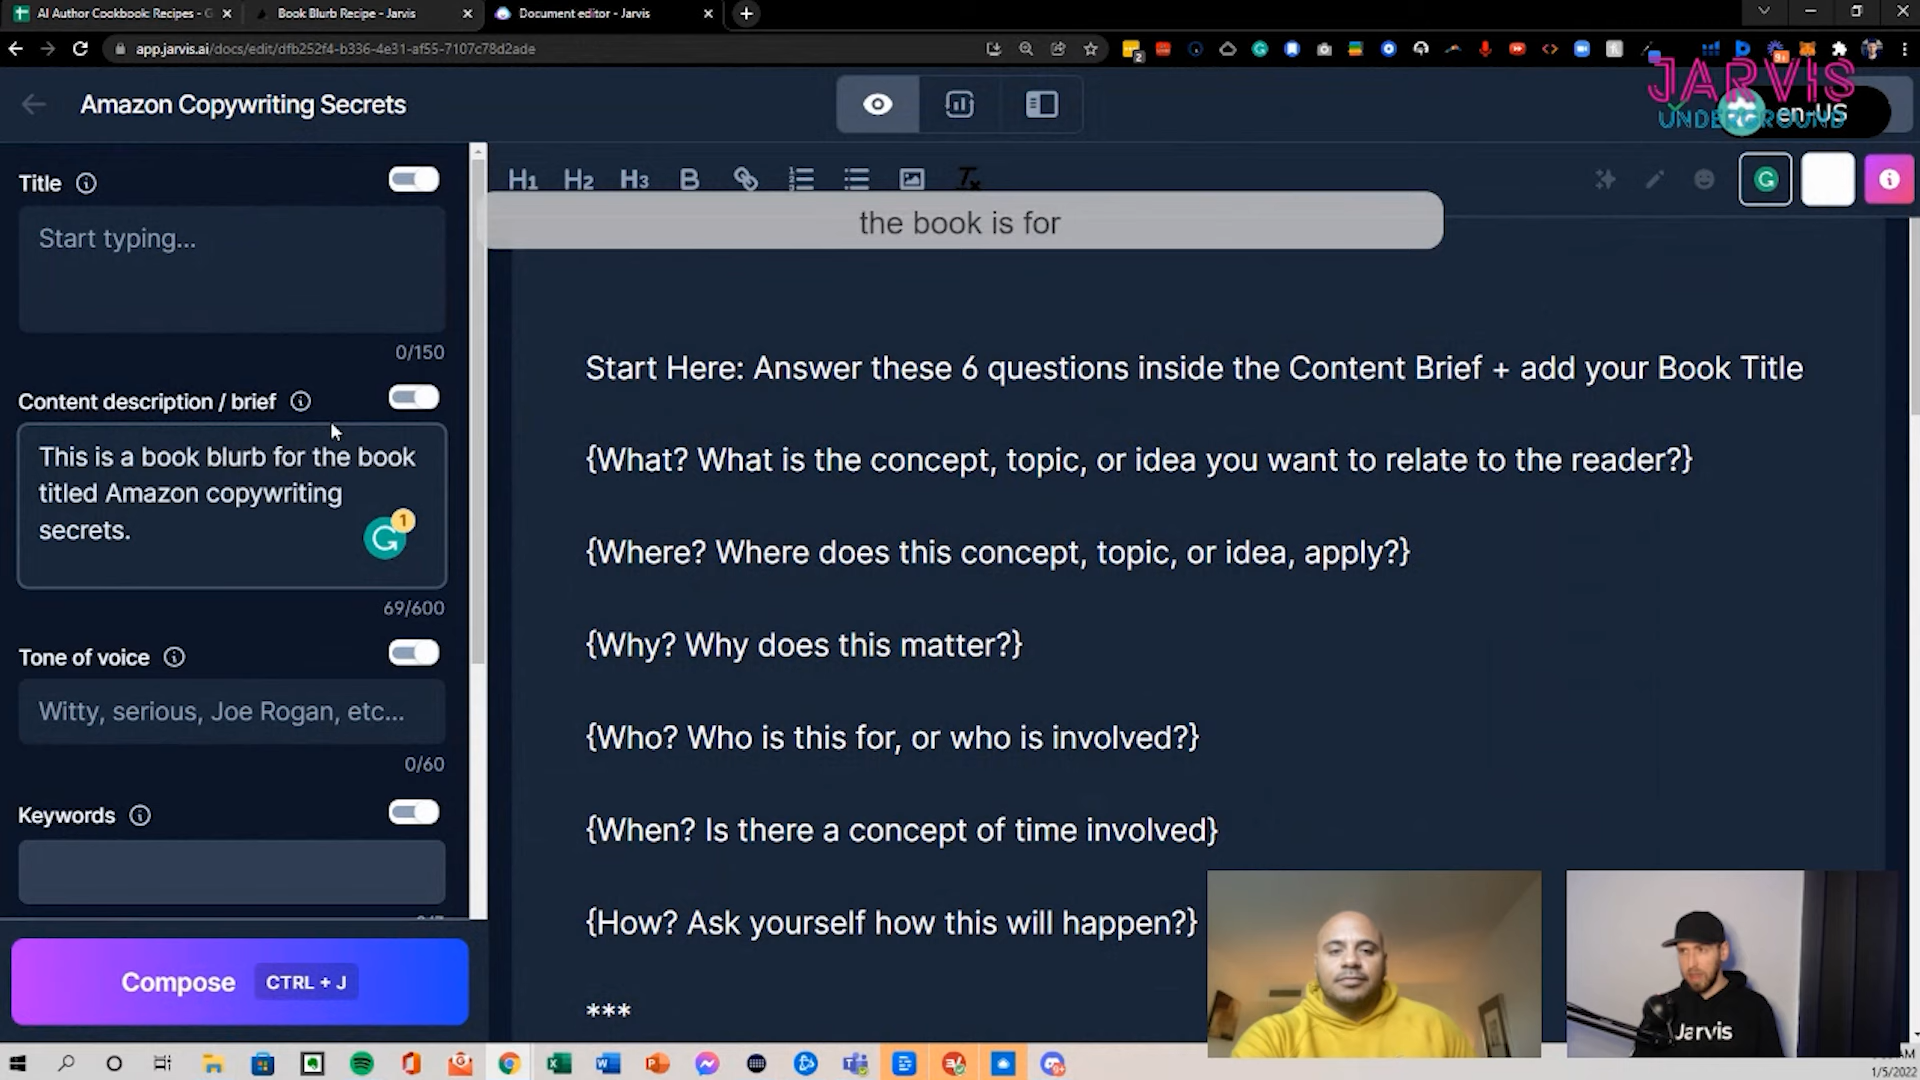 AI Author Cookbook: Recipes - G
Book Blurb Recipe - Jarvis
Document editor - Jarvis
app.jarvis.ai/docs/edit/dfb252f4-b336-4e31-af55-7107c78d2ade
Amazon Copywriting Secrets
JARVIS
UNDERGROUND
en-US
Title
H1 H2 H3 B
the book is for
Start typing...
0/150
Content description / brief
This is a book blurb for the book
titled Amazon copywriting
secrets.
1
69/600
Tone of voice
Witty, serious, Joe Rogan, etc...
0/60
Keywords
Compose CTRL + J
Start Here: Answer these 6 questions inside the Content Brief + add your Book Title
{What? What is the concept, topic, or idea you want to relate to the reader?}
{Where? Where does this concept, topic, or idea, apply?}
{Why? Why does this matter?}
{Who? Who is this for, or who is involved?}
{When? Is there a concept of time involved}
{How? Ask yourself how this will happen?}
***
Jarvis
1/5/2022